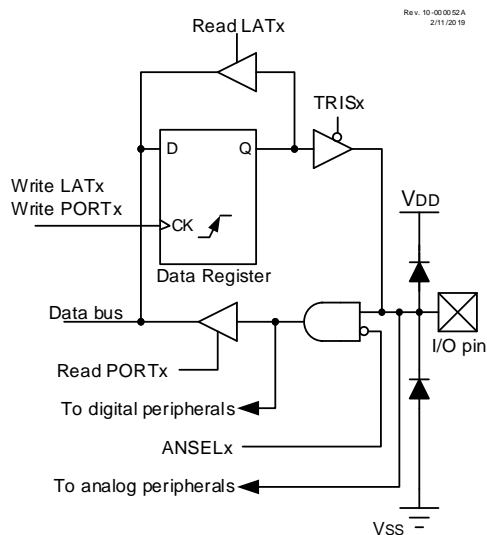 Rev. 10-000052A
2/11/2019
Read LATx
TRISx
D
Q
Write LATx
Write PORTx
CK
VDD
Data Register
Data bus
I/O pin
Read PORTx
To digital peripherals
ANSELx
To analog peripherals
VSS